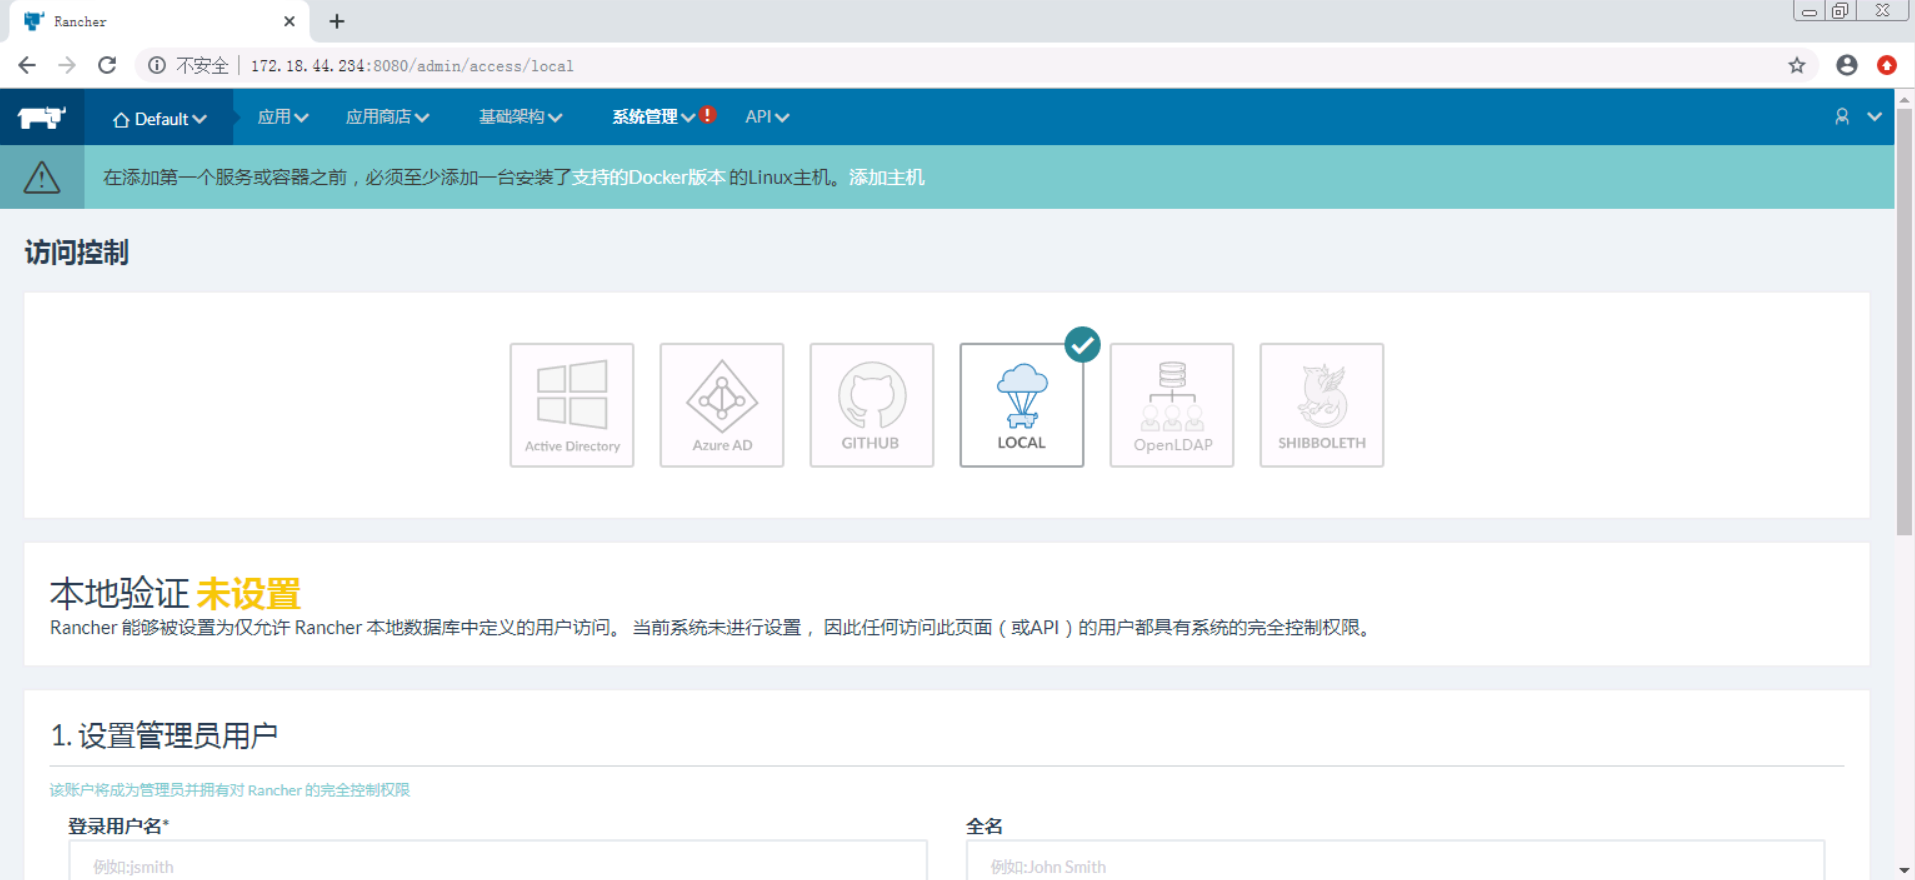 Rancher
不安全 172.18.44.234:8080/admin/access/local
Default 应用 应用商店 基础架构 系统管理 API
在添加第一个服务或容器之前，必须至少添加一台安装了支持的Docker版本 的Linux主机。添加主机
访问控制
Active Directory Azure AD GITHUB LOCAL OpenLDAP SHIBBOLETH
本地验证 未设置
Rancher 能够被设置为仅允许 Rancher 本地数据库中定义的用户访问。 当前系统未进行设置， 因此任何访问此页面（或API）的用户都具有系统的完全控制权限。
1. 设置管理员用户
该账户将成为管理员并拥有对 Rancher 的完全控制权限
登录用户名* 全名
例如:jsmith 例如:John Smith